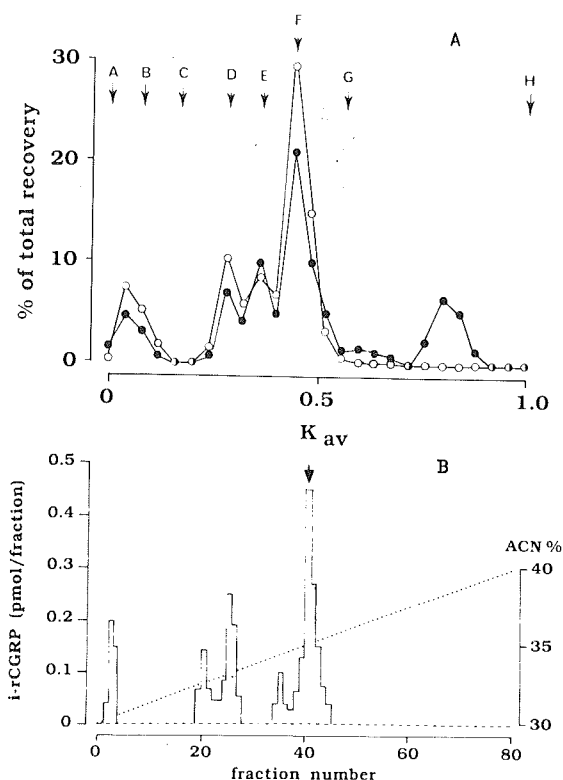 F
A
30
A
B
C
D
E
G
H
20
10
0
% of total recovery
0
0.5
1.0
K av
B
0.5
0.4
0.3
0.2
0.1
0
i-rCGRP (pmol/fraction)
ACN %
40
35
30
0
20
40
60
80
fraction number